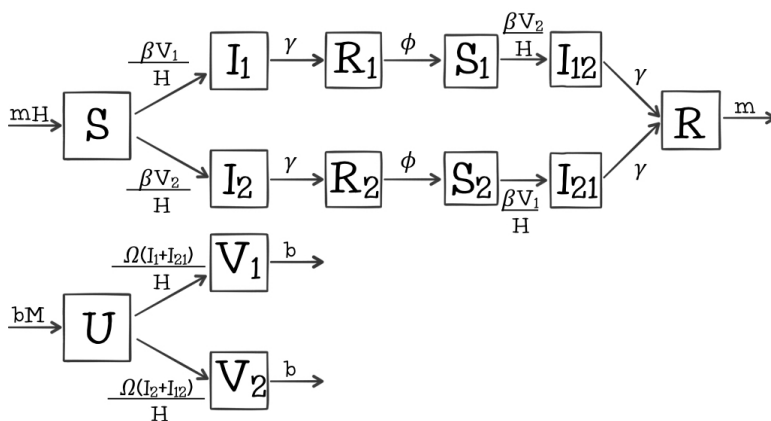 βV₁/H γ ϕ βV₂/H
I₁ R₁ S₁ I₁₂ γ
mH S R m
βV₂/H γ ϕ βV₁/H γ
I₂ R₂ S₂ I₂₁
Ω(I₁+I₂₁)/H V₁ b
bM U
Ω(I₂+I₁₂)/H V₂ b